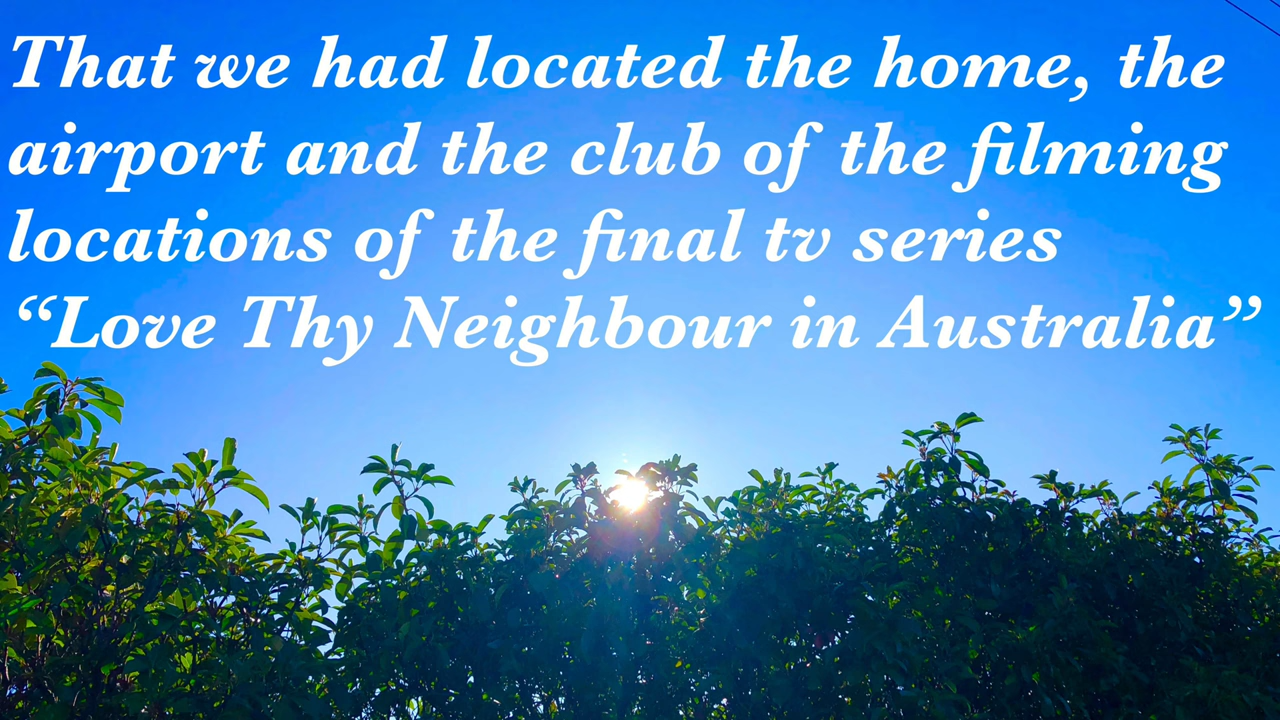 That we had located the home, the
airport and the club of the filming
locations of the final tv series
“Love Thy Neighbour in Australia”